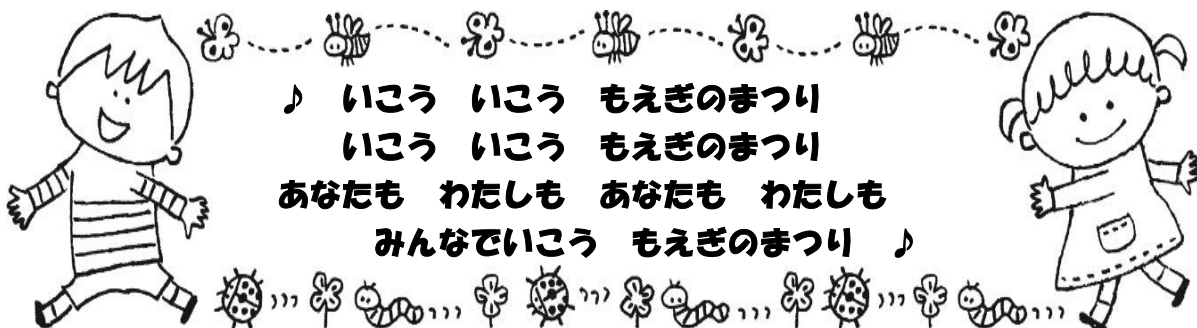 ♪ いこう いこう もえぎのまつり
いこう いこう もえぎのまつり
あなたも わたしも あなたも わたしも
みんなでいこう もえぎのまつり ♪